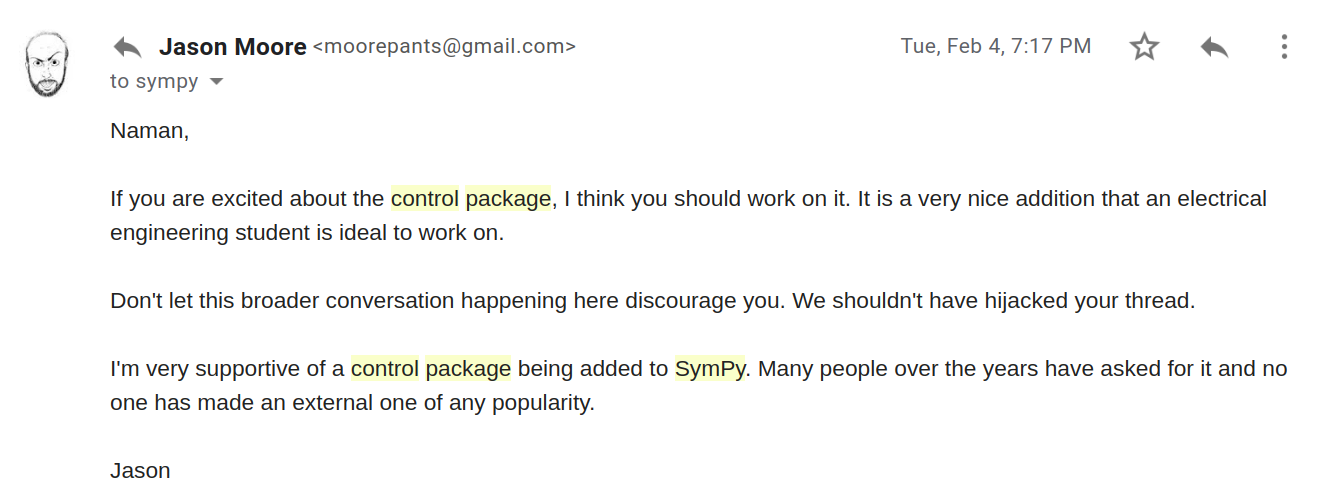 Jason Moore <moorepants@gmail.com> Tue, Feb 4, 7:17 PM
to sympy
Naman,
If you are excited about the control package, I think you should work on it. It is a very nice addition that an electrical
engineering student is ideal to work on.
Don't let this broader conversation happening here discourage you. We shouldn't have hijacked your thread.
I'm very supportive of a control package being added to SymPy. Many people over the years have asked for it and no
one has made an external one of any popularity.
Jason